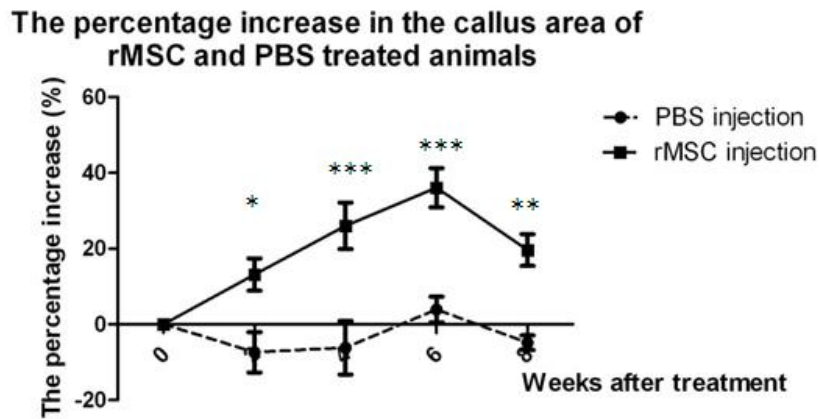 The percentage increase in the callus area of
rMSC and PBS treated animals
The percentage increase (%)
60
40
20
0
-20
*
***
***
**
PBS injection
rMSC injection
0
6
Weeks after treatment